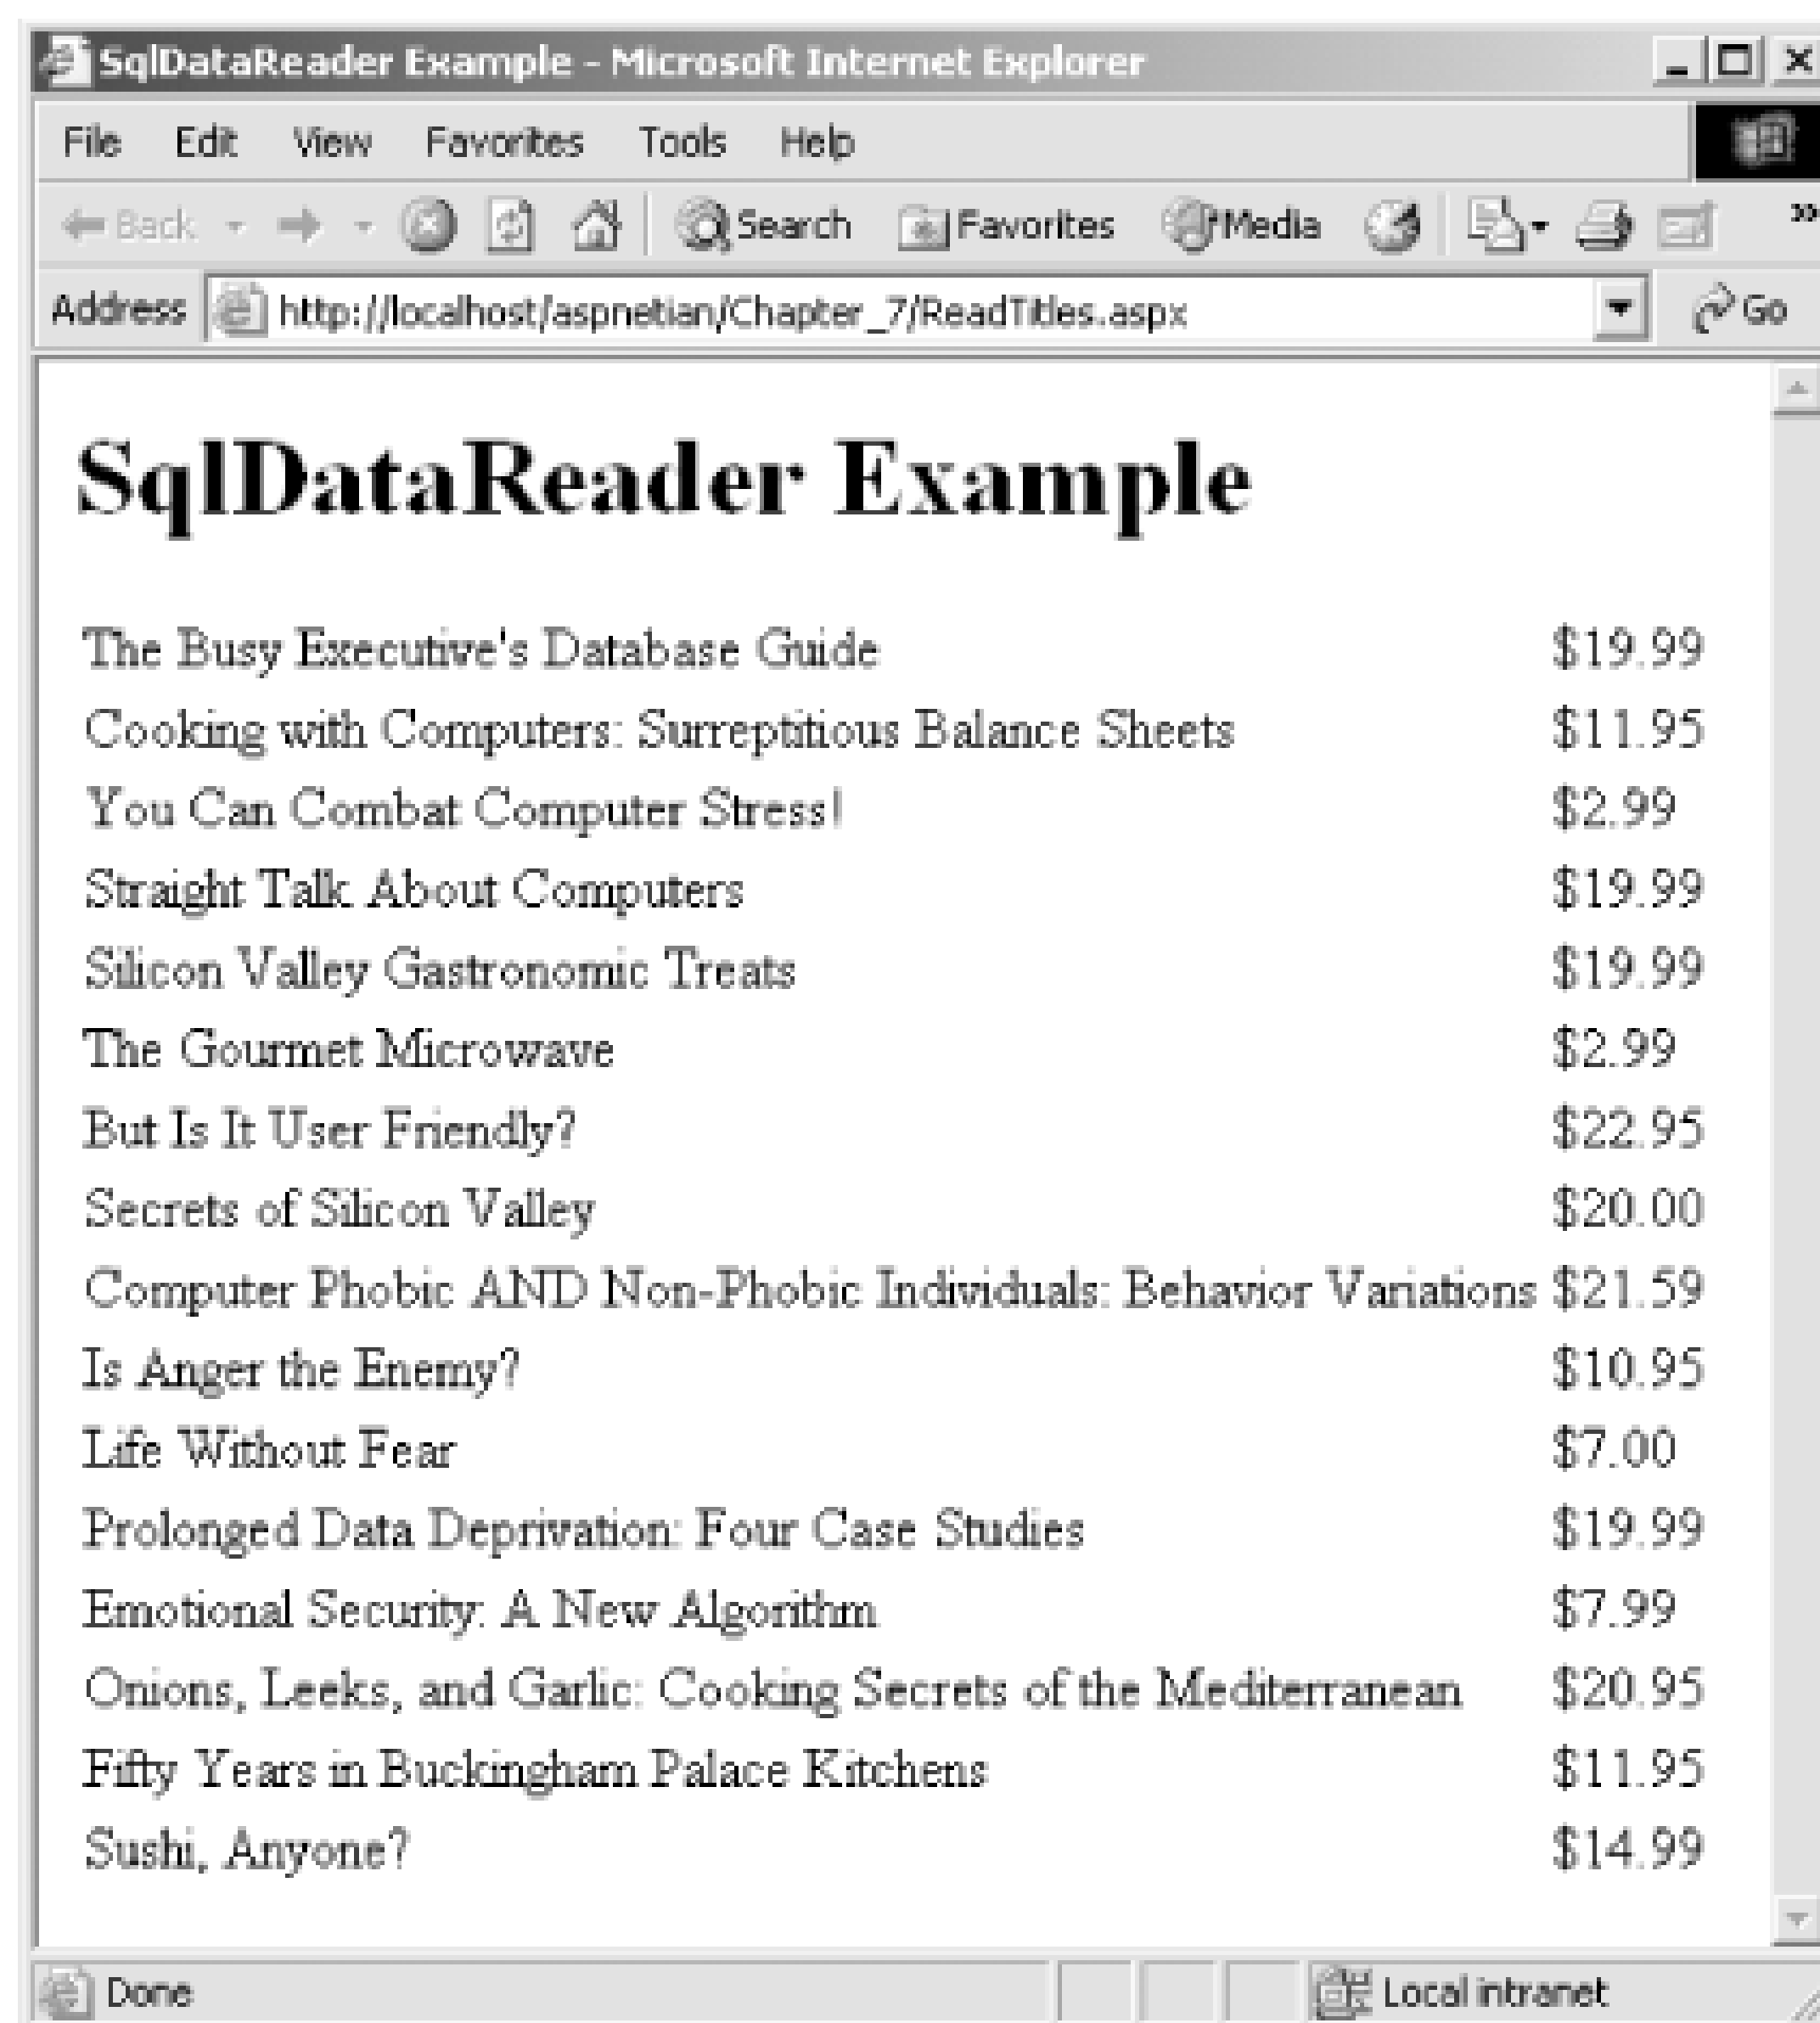 SqlDataReader Example - Microsoft Internet Explorer
File Edit View Favorites Tools Help
Back Search Favorites Media »
Address http://localhost/aspnetian/Chapter_7/ReadTitles.aspx Go
SqlDataReader Example
The Busy Executive's Database Guide $19.99
Cooking with Computers: Surreptitious Balance Sheets $11.95
You Can Combat Computer Stress! $2.99
Straight Talk About Computers $19.99
Silicon Valley Gastronomic Treats $19.99
The Gourmet Microwave $2.99
But Is It User Friendly? $22.95
Secrets of Silicon Valley $20.00
Computer Phobic AND Non-Phobic Individuals: Behavior Variations $21.59
Is Anger the Enemy? $10.95
Life Without Fear $7.00
Prolonged Data Deprivation: Four Case Studies $19.99
Emotional Security: A New Algorithm $7.99
Onions, Leeks, and Garlic: Cooking Secrets of the Mediterranean $20.95
Fifty Years in Buckingham Palace Kitchens $11.95
Sushi, Anyone? $14.99
Done Local intranet